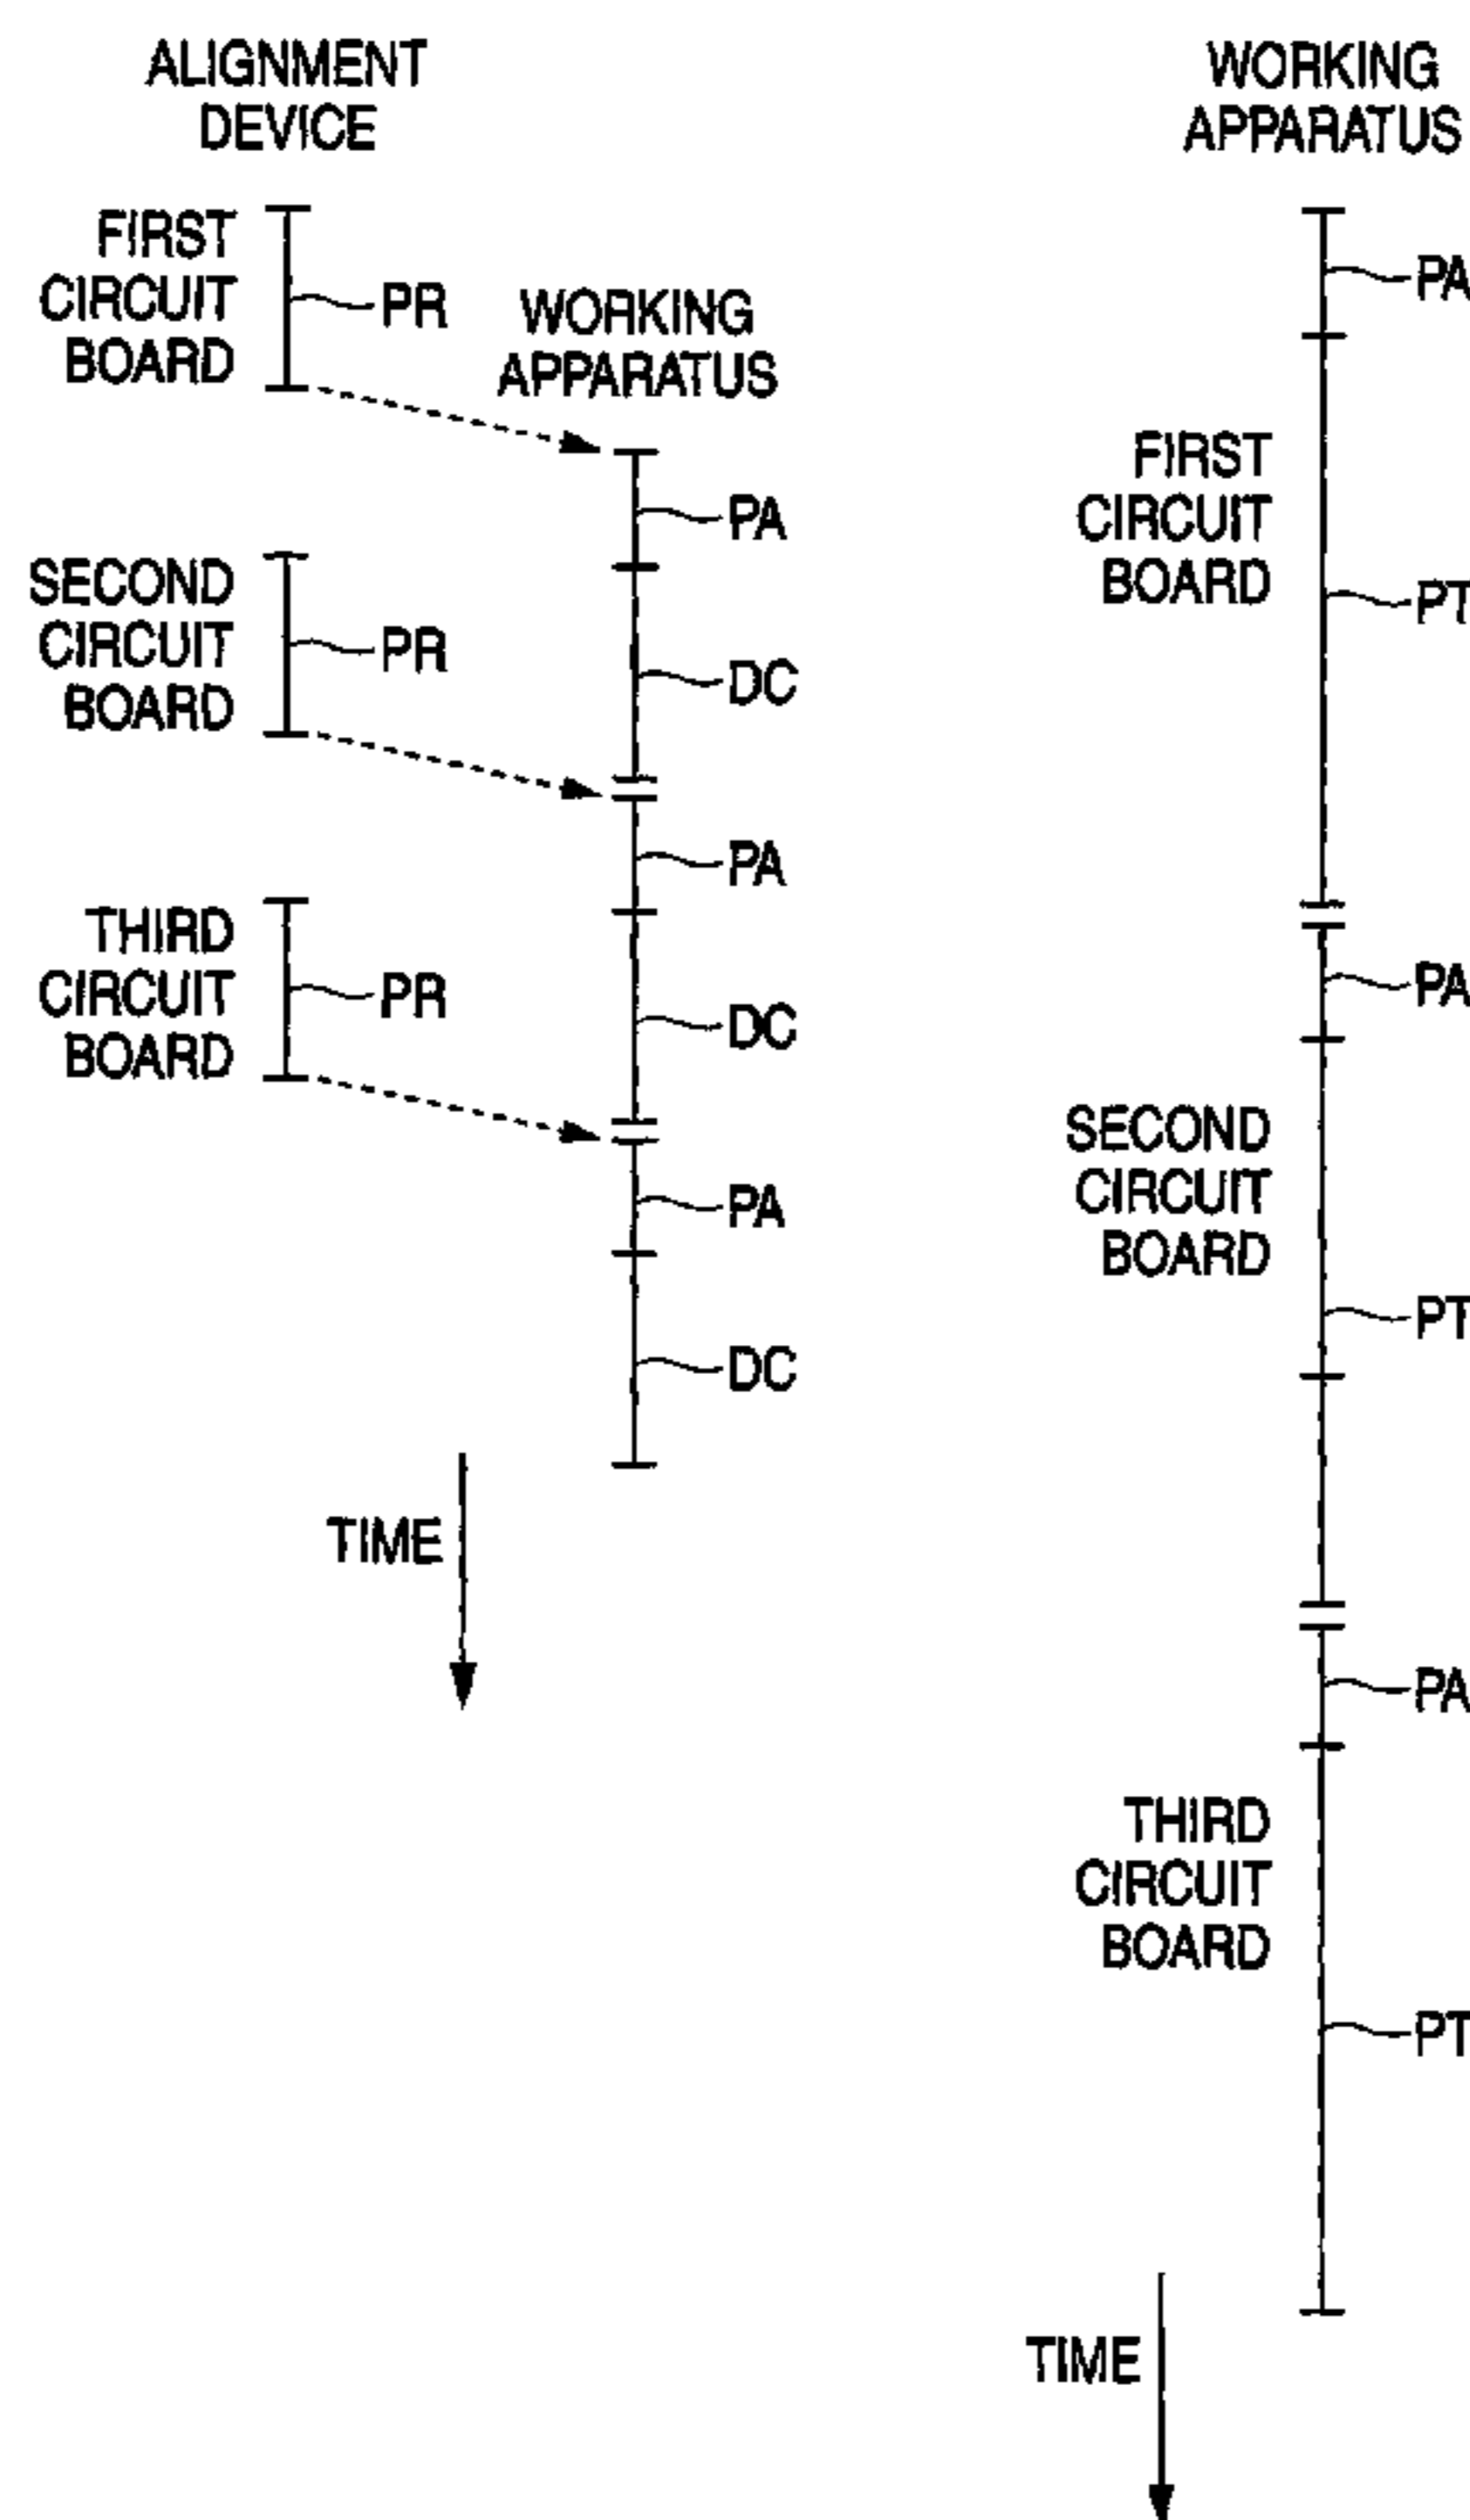 ALIGNMENT
DEVICE
FIRST
CIRCUIT
BOARD
PR
WORKING
APPARATUS
PA
DC
SECOND
CIRCUIT
BOARD
PR
PA
DC
THIRD
CIRCUIT
BOARD
PR
PA
DC
TIME
WORKING
APPARATUS
PA
FIRST
CIRCUIT
BOARD
PT
PA
SECOND
CIRCUIT
BOARD
PT
PA
THIRD
CIRCUIT
BOARD
PT
TIME